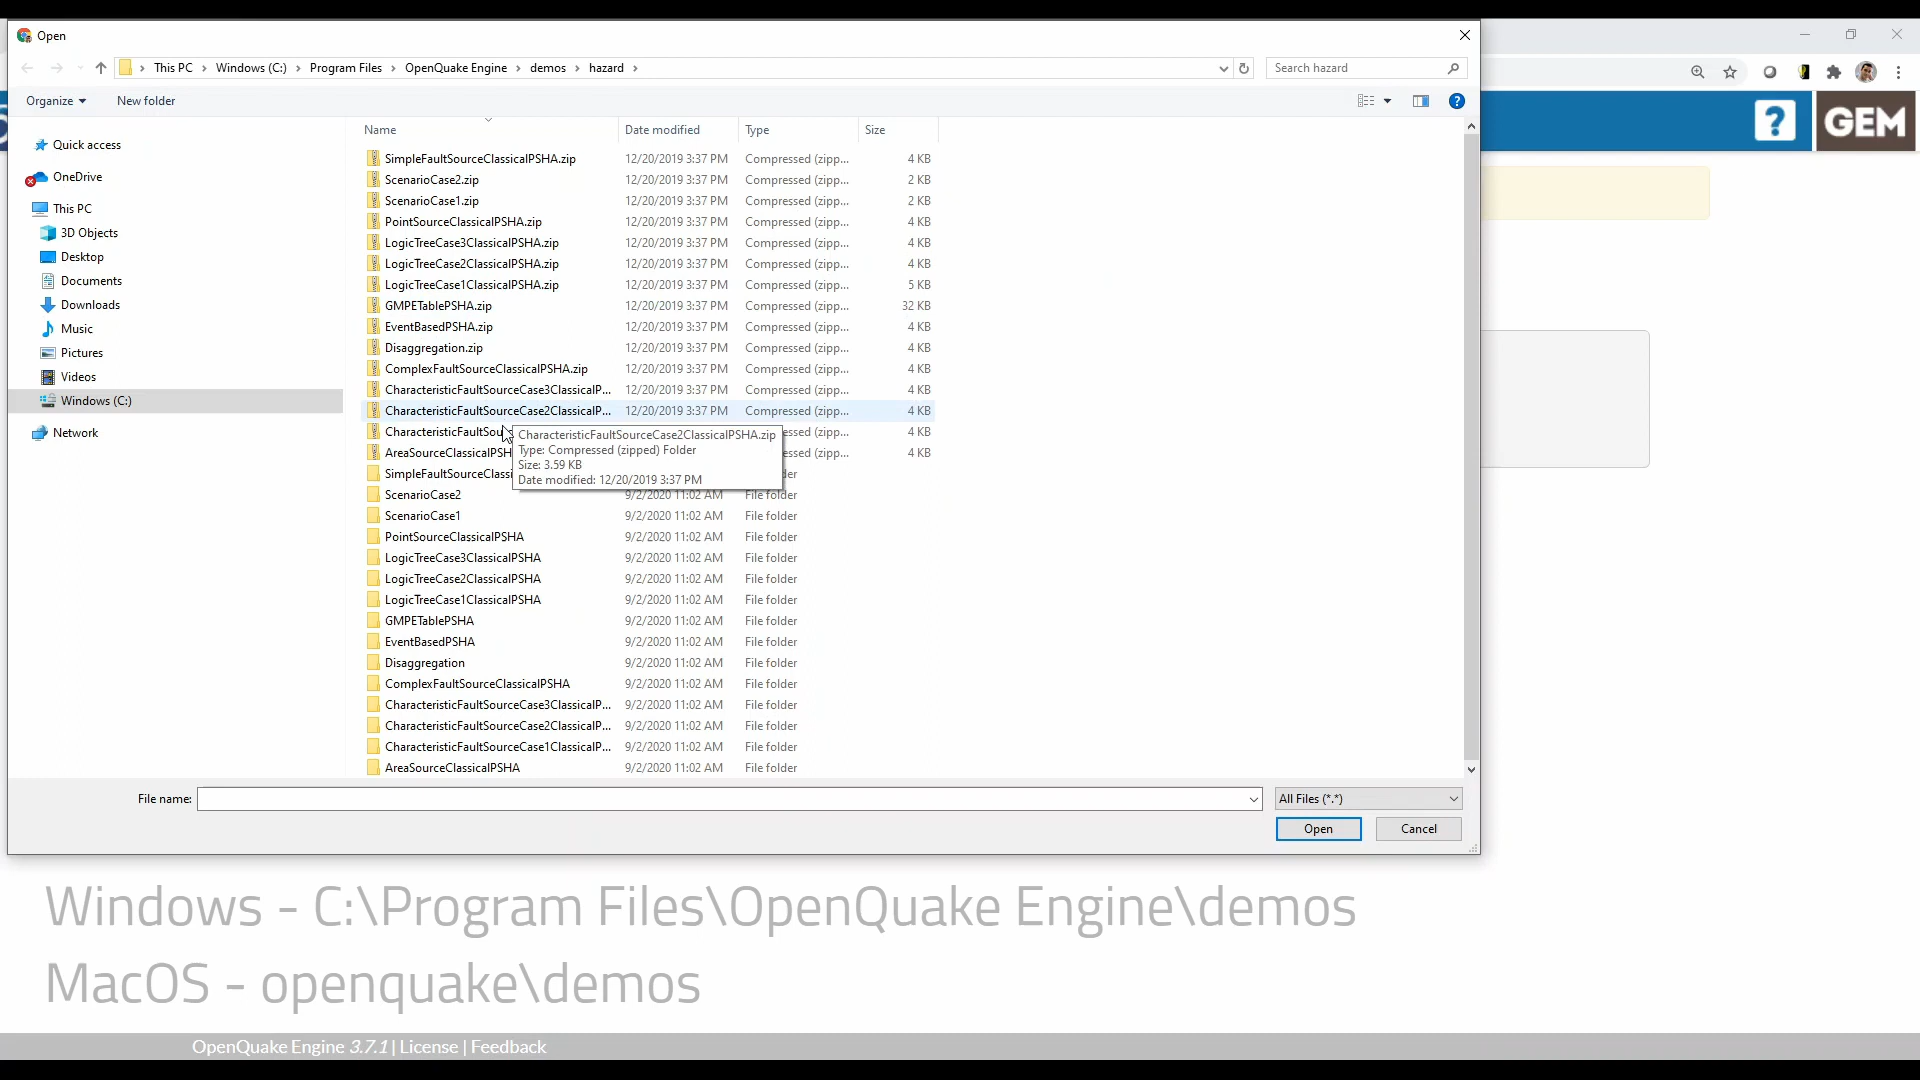 Open
This PC > Windows (C:) > Program Files > OpenQuake Engine > demos > hazard >
Search hazard
Organize
New folder
GEM
Name Date modified Type Size
Quick access
OneDrive
This PC
3D Objects
Desktop
Documents
Downloads
Music
Pictures
Videos
Windows (C:)
Network
SimpleFaultSourceClassicalPSHA.zip 12/20/2019 3:37 PM Compressed (zipp... 4 KB
ScenarioCase2.zip 12/20/2019 3:37 PM Compressed (zipp... 2 KB
ScenarioCase1.zip 12/20/2019 3:37 PM Compressed (zipp... 2 KB
PointSourceClassicalPSHA.zip 12/20/2019 3:37 PM Compressed (zipp... 4 KB
LogicTreeCase3ClassicalPSHA.zip 12/20/2019 3:37 PM Compressed (zipp... 4 KB
LogicTreeCase2ClassicalPSHA.zip 12/20/2019 3:37 PM Compressed (zipp... 4 KB
LogicTreeCase1ClassicalPSHA.zip 12/20/2019 3:37 PM Compressed (zipp... 5 KB
GMPETablePSHA.zip 12/20/2019 3:37 PM Compressed (zipp... 32 KB
EventBasedPSHA.zip 12/20/2019 3:37 PM Compressed (zipp... 4 KB
Disaggregation.zip 12/20/2019 3:37 PM Compressed (zipp... 4 KB
ComplexFaultSourceClassicalPSHA.zip 12/20/2019 3:37 PM Compressed (zipp... 4 KB
CharacteristicFaultSourceCase3ClassicalP... 12/20/2019 3:37 PM Compressed (zipp... 4 KB
CharacteristicFaultSourceCase2ClassicalP... 12/20/2019 3:37 PM Compressed (zipp... 4 KB
CharacteristicFaultSou ssed (zipp... 4 KB
AreaSourceClassicalPSH ssed (zipp... 4 KB
SimpleFaultSourceClassi der
CharacteristicFaultSourceCase2ClassicalPSHA.zip
Type: Compressed (zipped) Folder
Size: 3.59 KB
Date modified: 12/20/2019 3:37 PM
ScenarioCase2 9/2/2020 11:02 AM File folder
ScenarioCase1 9/2/2020 11:02 AM File folder
PointSourceClassicalPSHA 9/2/2020 11:02 AM File folder
LogicTreeCase3ClassicalPSHA 9/2/2020 11:02 AM File folder
LogicTreeCase2ClassicalPSHA 9/2/2020 11:02 AM File folder
LogicTreeCase1ClassicalPSHA 9/2/2020 11:02 AM File folder
GMPETablePSHA 9/2/2020 11:02 AM File folder
EventBasedPSHA 9/2/2020 11:02 AM File folder
Disaggregation 9/2/2020 11:02 AM File folder
ComplexFaultSourceClassicalPSHA 9/2/2020 11:02 AM File folder
CharacteristicFaultSourceCase3ClassicalP... 9/2/2020 11:02 AM File folder
CharacteristicFaultSourceCase2ClassicalP... 9/2/2020 11:02 AM File folder
CharacteristicFaultSourceCase1ClassicalP... 9/2/2020 11:02 AM File folder
AreaSourceClassicalPSHA 9/2/2020 11:02 AM File folder
File name:
All Files (*.*)
Open
Cancel
Windows - C:\Program Files\OpenQuake Engine\demos
MacOS - openquake\demos
OpenQuake Engine 3.7.1 | License | Feedback